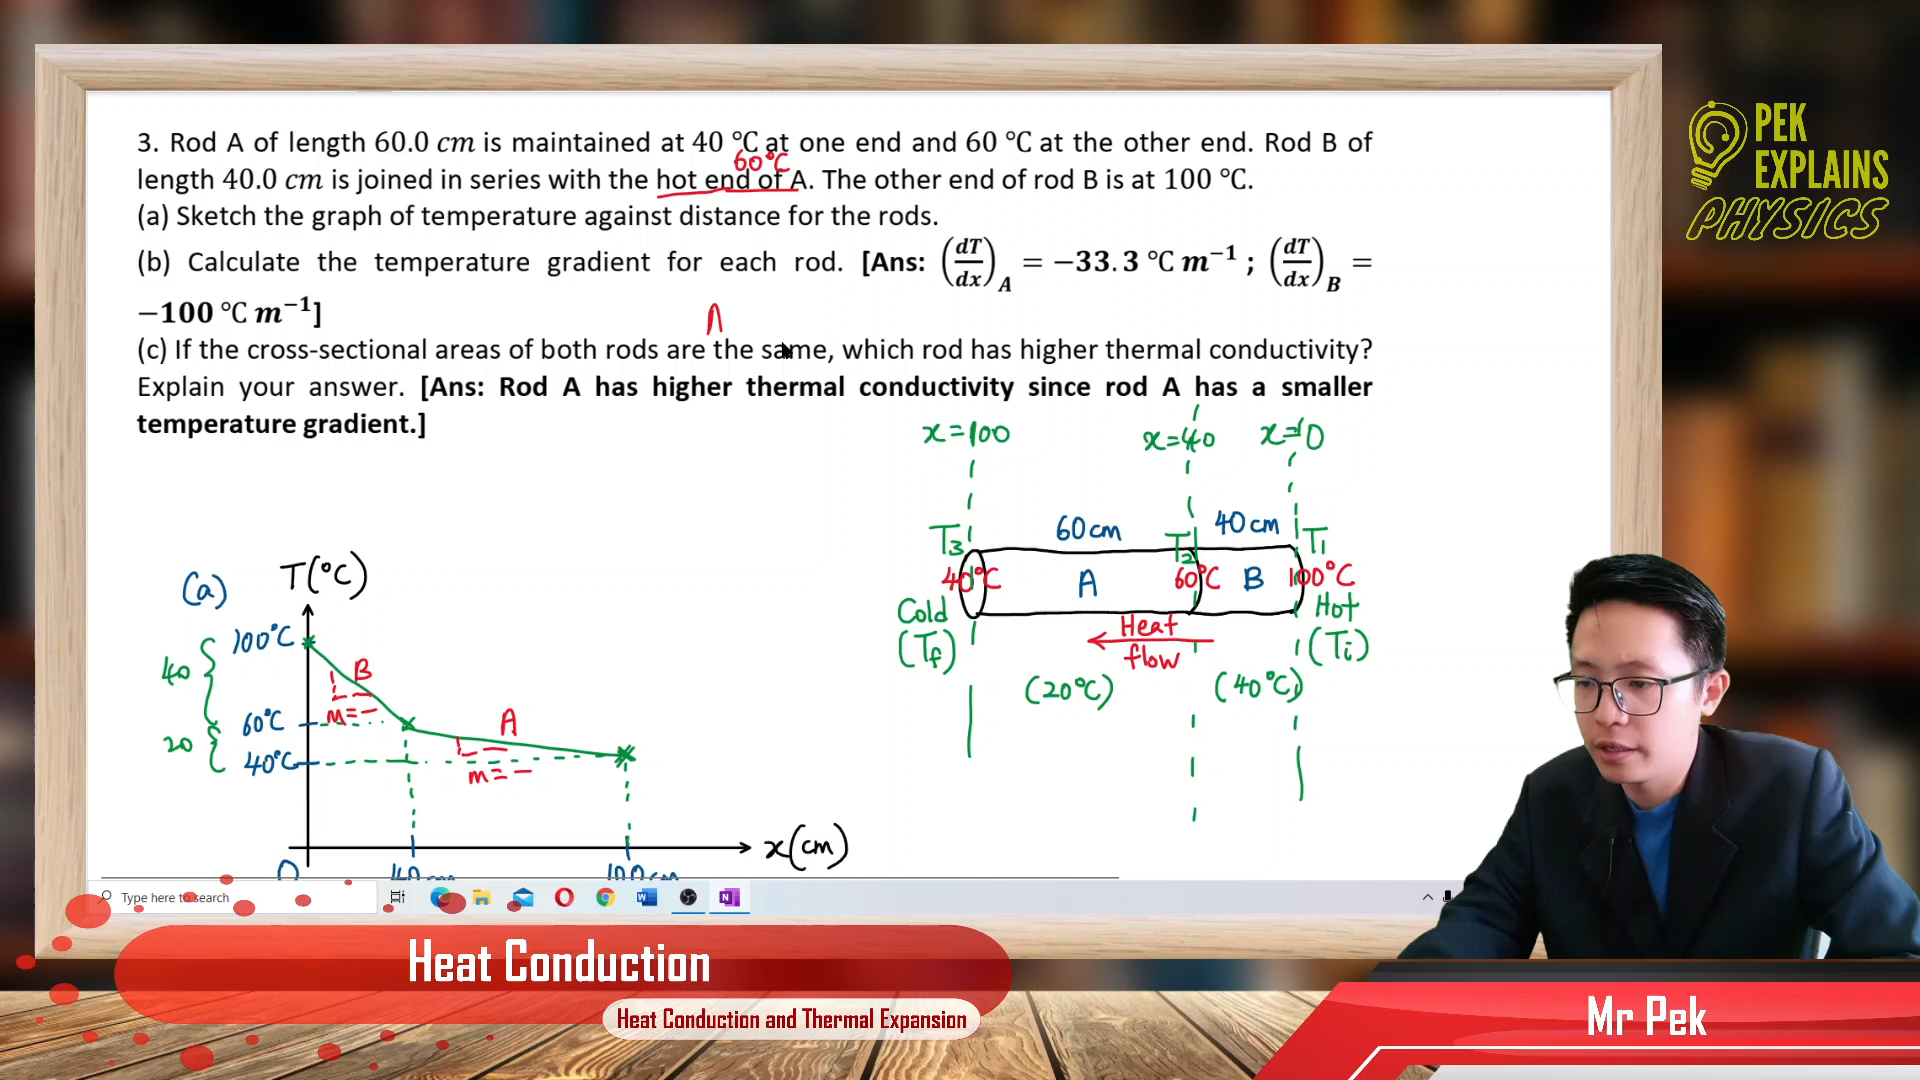 3. Rod A of length 60.0 cm is maintained at 40 °C at one end and 60 °C at the other end. Rod B of
60°C
length 40.0 cm is joined in series with the hot end of A. The other end of rod B is at 100 °C.
(a) Sketch the graph of temperature against distance for the rods.
(b) Calculate the temperature gradient for each rod. [Ans: (dT/dx)A = −33.3 °C m⁻¹ ; (dT/dx)B =
−100 °C m⁻¹]
(c) If the cross-sectional areas of both rods are the same, which rod has higher thermal conductivity?
Explain your answer. [Ans: Rod A has higher thermal conductivity since rod A has a smaller
temperature gradient.]
x=100 x=40 x=0
60cm 40cm
T3 T2 T1
40°C A 60°C B 100°C
Cold Hot
(Tf) (Ti)
Heat
flow
(20°C) (40°C)
(a) T(°C)
100°C
40
B
m=−
60°C
A
20
40°C
m=−
x(cm)
0 40cm 100cm
Type here to search
PEK
EXPLAINS
PHYSICS
Heat Conduction
Heat Conduction and Thermal Expansion
Mr Pek